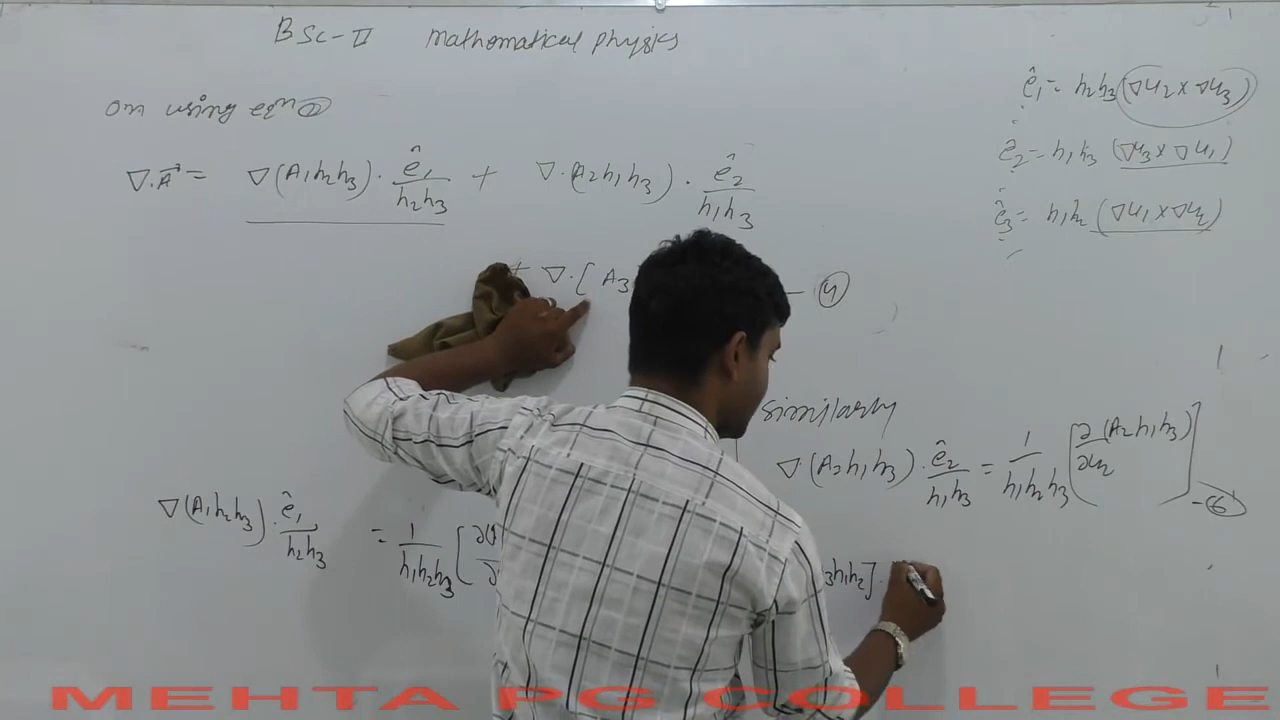 BSc-II Mathematical physics
on using eqn ②
∇.A⃗ = ∇(A₁h₂h₃) . ê₁/h₂h₃ + ∇.(A₂h₁h₃) . ê₂/h₁h₃
+ ∇.[A₃ — ④
ê₁ = h₂h₃(∇u₂×∇u₃)
ê₂ = h₁h₃(∇u₃×∇u₁)
ê₃ = h₁h₂(∇u₁×∇u₂)
∇(A₁h₂h₃) . ê₁/h₂h₃ = 1/h₁h₂h₃ [∂(
similarly
∇.(A₂h₁h₃) . ê₂/h₁h₃ = 1/h₁h₂h₃ [∂/∂u₂ (A₂h₁h₃)] — ⑥
₃h₁h₂] .
MEHTA PG COLLEGE